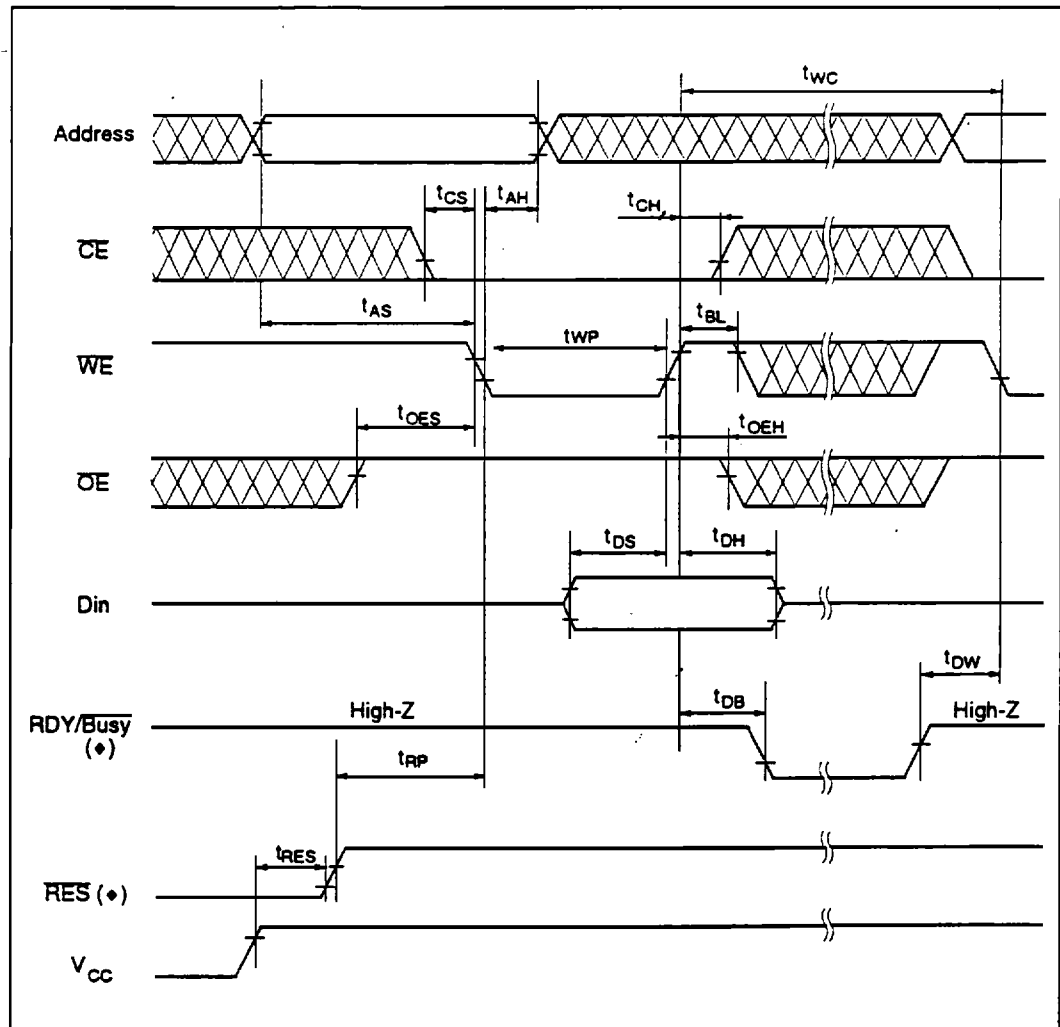 tWC
Address
tCS
tAH
tCH
CE
tAS
tWP
tBL
WE
tOES
tOEH
OE
tDS
tDH
Din
tDW
tDB
High-Z
High-Z
RDY/Busy
(♦)
tRP
tRES
RES (♦)
VCC